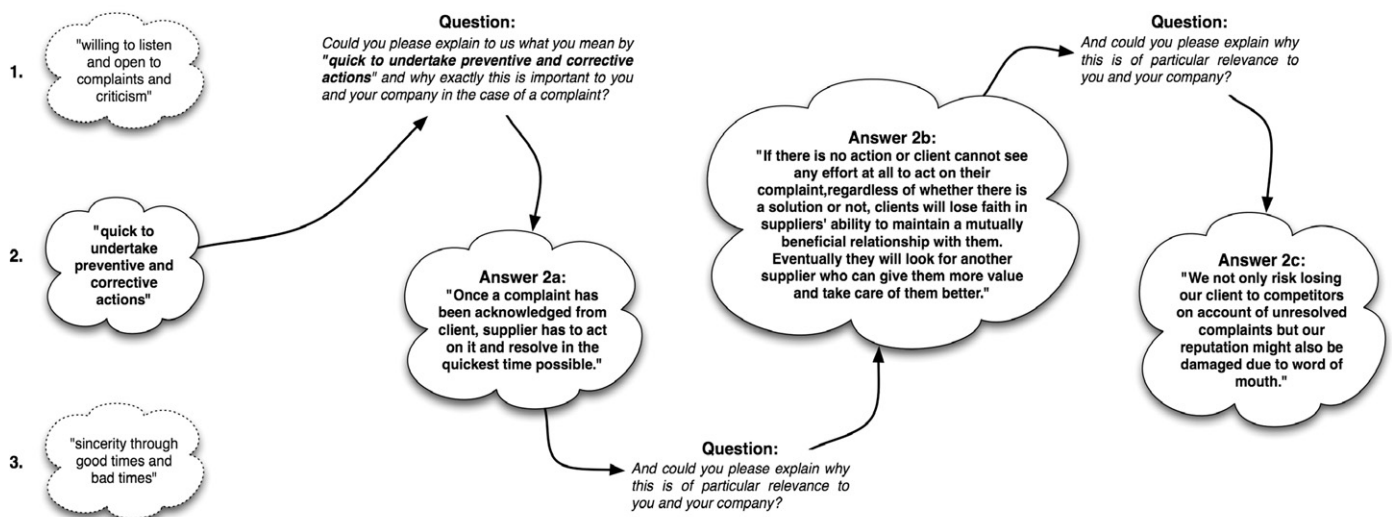 1.
"willing to listen
and open to
complaints and
criticism"
2.
"quick to
undertake
preventive and
corrective
actions"
3.
"sincerity through
good times and
bad times"
Question:
Could you please explain to us what you mean by
"quick to undertake preventive and corrective
actions" and why exactly this is important to you
and your company in the case of a complaint?
Answer 2a:
"Once a complaint has
been acknowledged from
client, supplier has to act
on it and resolve in the
quickest time possible."
Question:
And could you please explain why
this is of particular relevance to
you and your company?
Answer 2b:
"If there is no action or client cannot see
any effort at all to act on their
complaint,regardless of whether there is
a solution or not, clients will lose faith in
suppliers' ability to maintain a mutually
beneficial relationship with them.
Eventually they will look for another
supplier who can give them more value
and take care of them better."
Question:
And could you please explain why
this is of particular relevance to
you and your company?
Answer 2c:
"We not only risk losing
our client to competitors
on account of unresolved
complaints but our
reputation might also be
damaged due to word of
mouth."